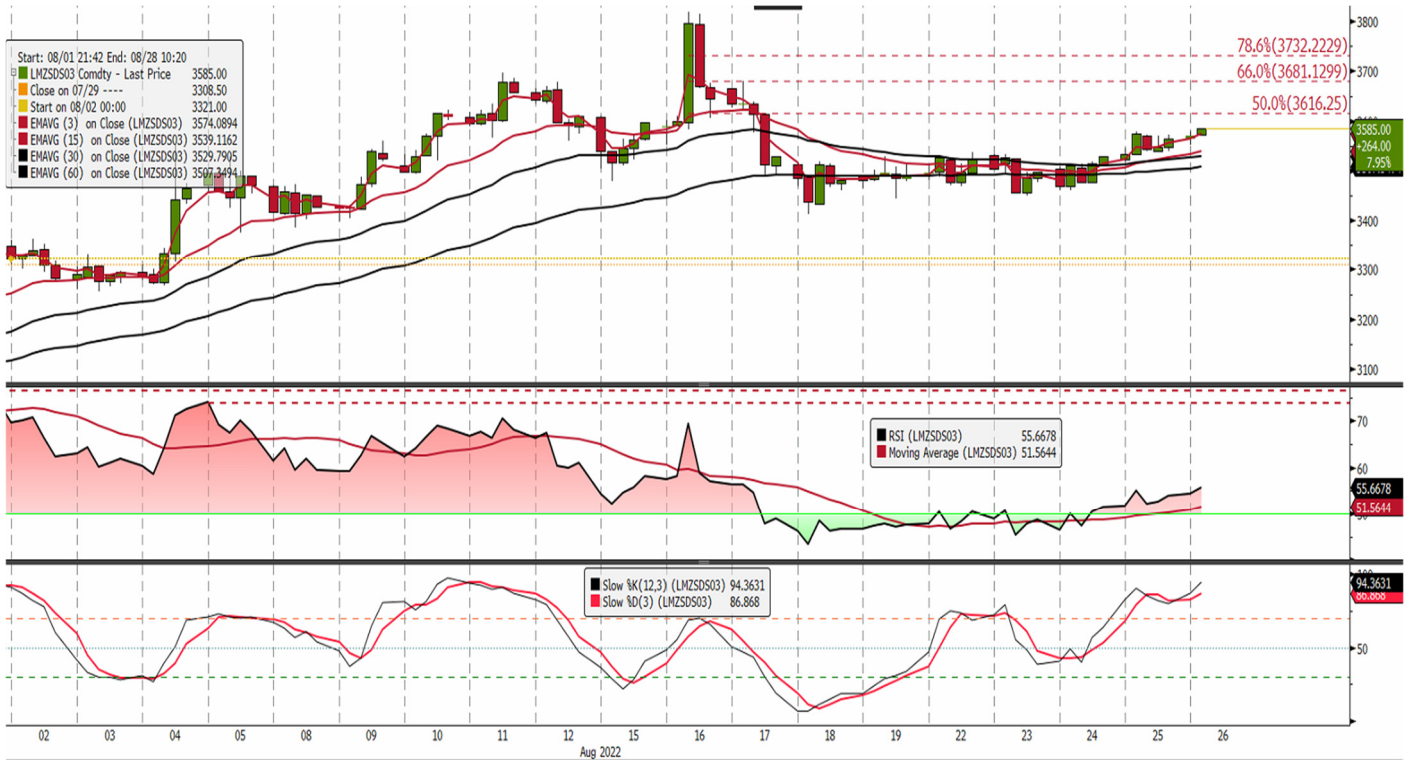 Start: 08/01 21:42 End: 08/28 10:20
LMZSDS03 Comdty - Last Price 3585.00
Close on 07/29 ---- 3308.50
Start on 08/02 00:00 3321.00
EMAVG (3) on Close (LMZSDS03) 3574.0894
EMAVG (15) on Close (LMZSDS03) 3539.1162
EMAVG (30) on Close (LMZSDS03) 3529.7905
EMAVG (60) on Close (LMZSDS03) 3507.3494
78.6%(3732.2229)
66.0%(3681.1299)
50.0%(3616.25)
3800
3700
3585.00
+264.00
7.95%
3400
3300
3200
3100
RSI (LMZSDS03) 55.6678
Moving Average (LMZSDS03) 51.5644
70
60
55.6678
51.5644
Slow %K(12,3) (LMZSDS03) 94.3631
Slow %D(3) (LMZSDS03) 86.868
94.3631
86.868
50
02 03 04 05 08 09 10 11 12 15 16 17 18 19 22 23 24 25 26
Aug 2022